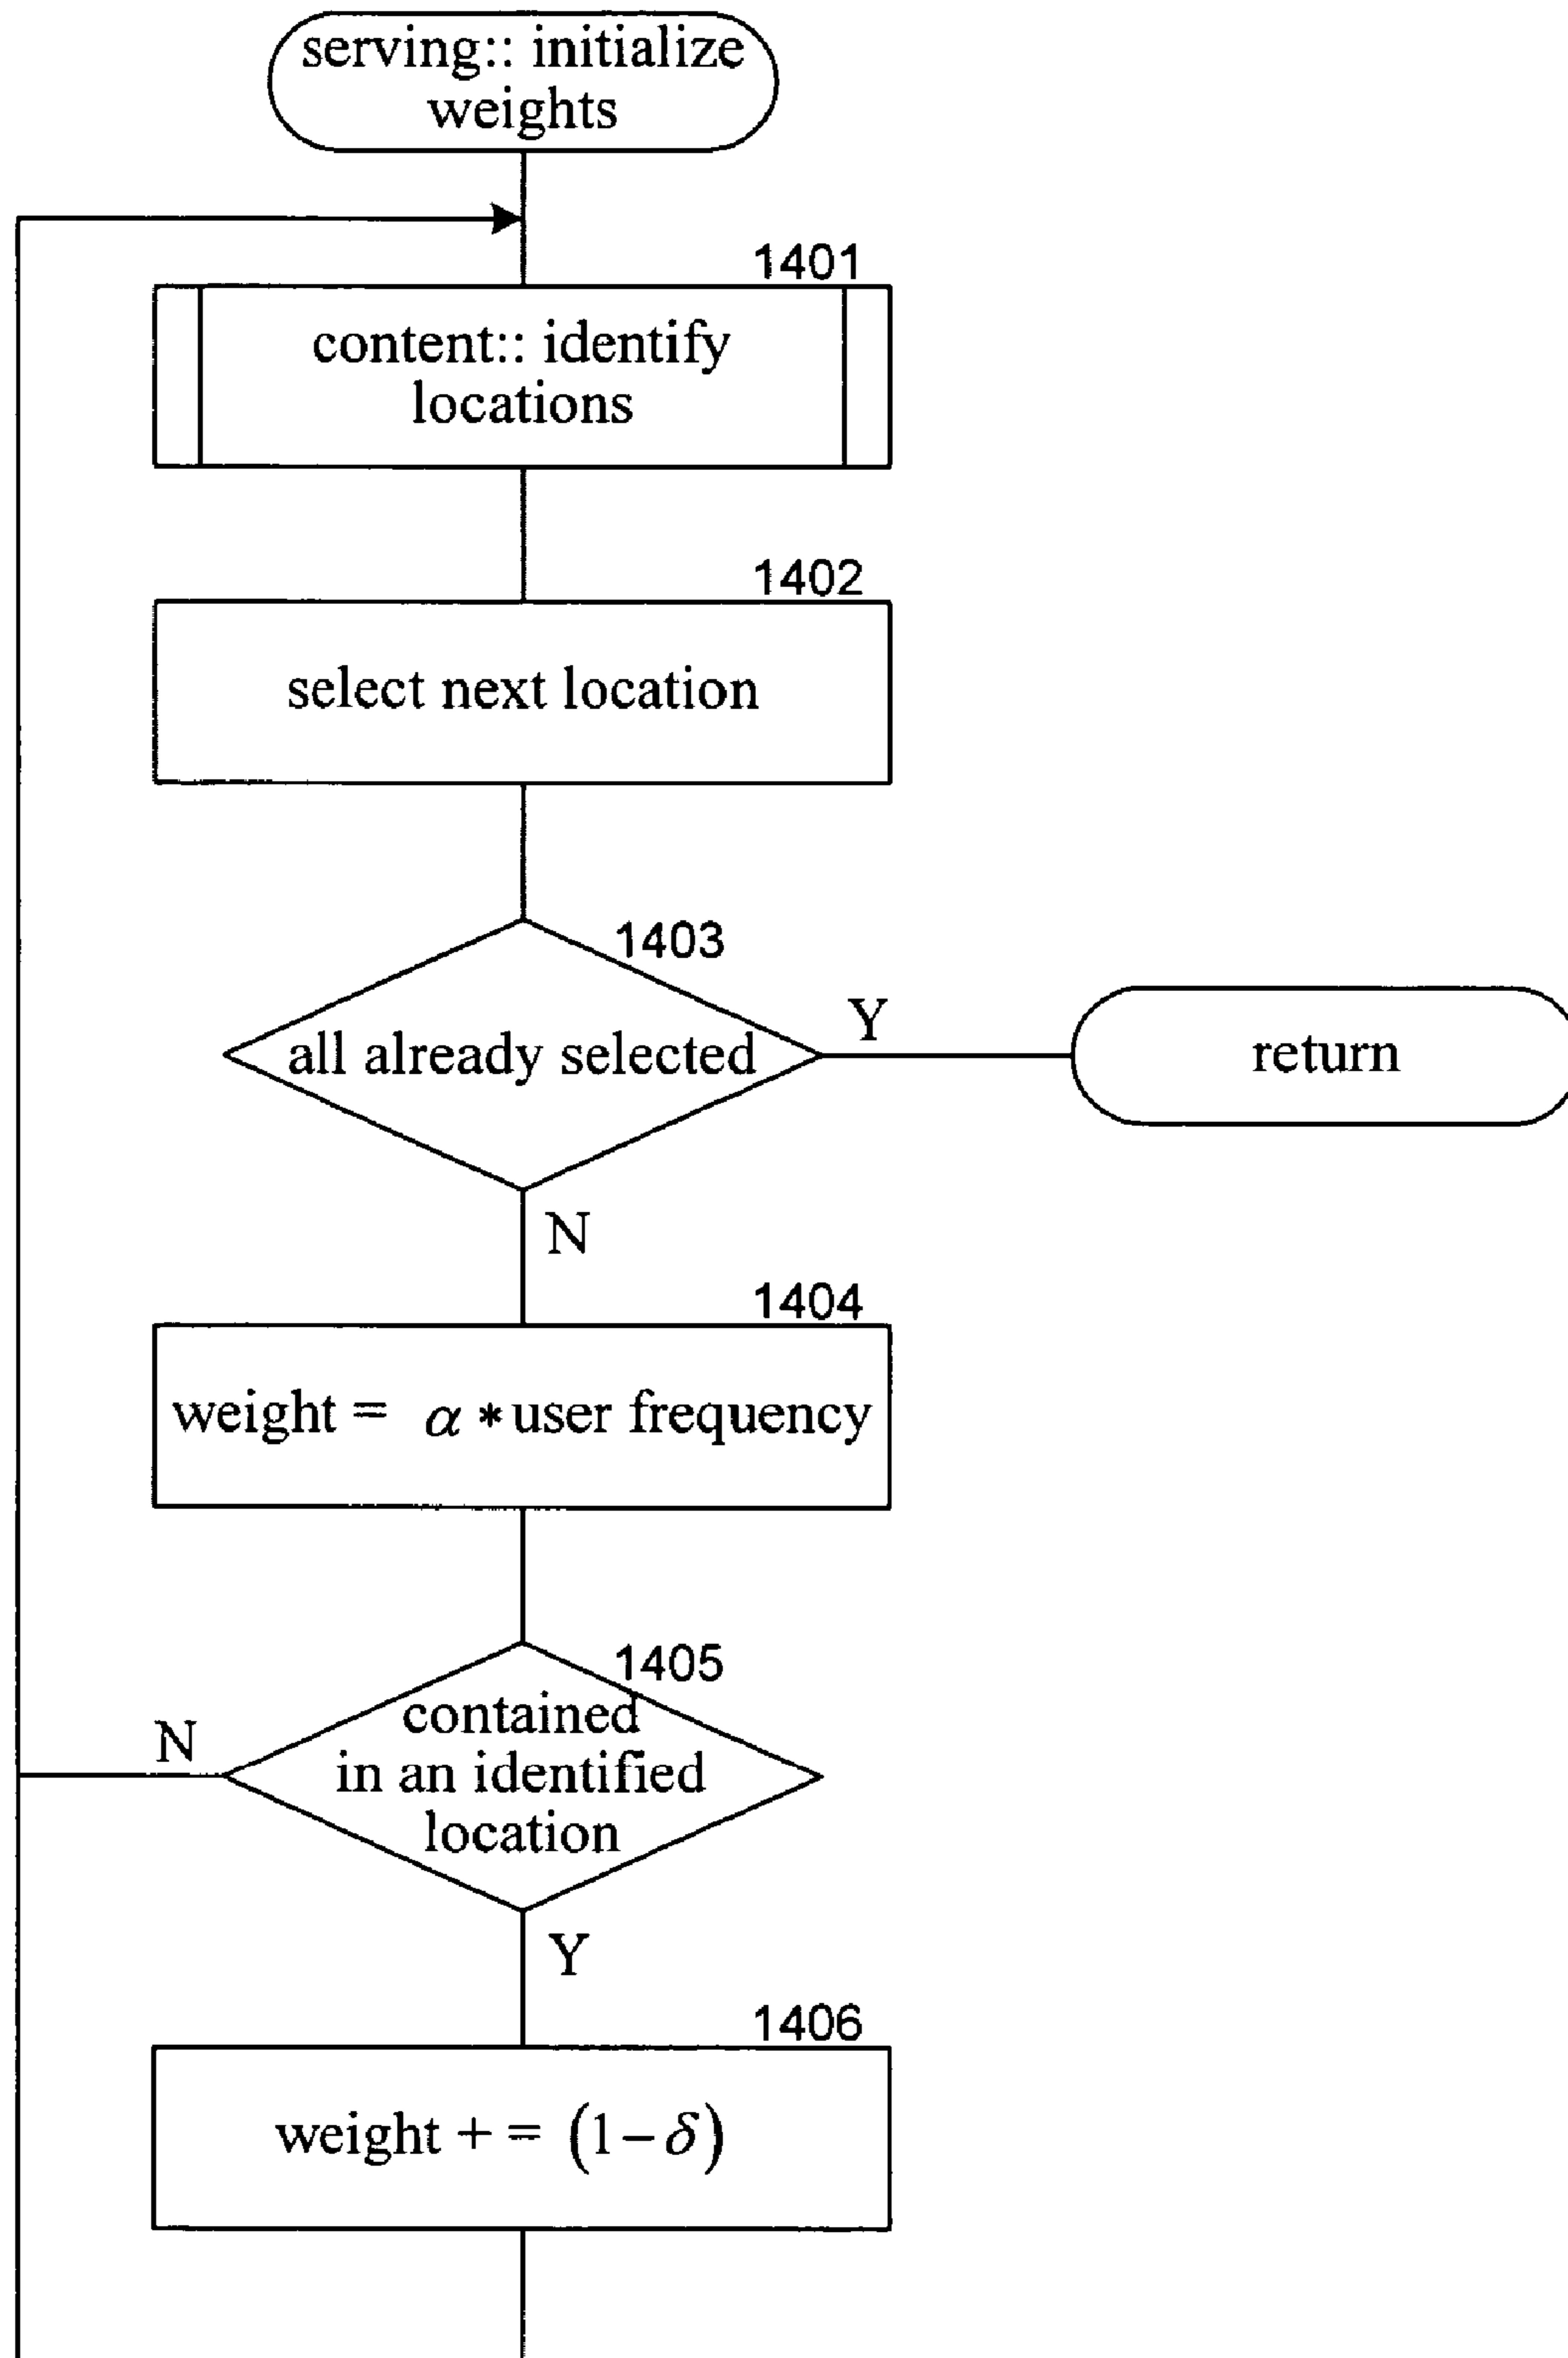 serving:: initialize
weights
1401
content:: identify
locations
1402
select next location
1403
all already selected
Y
return
N
1404
weight = α * user frequency
1405
contained
in an identified
location
N
Y
1406
weight + = (1 − δ)